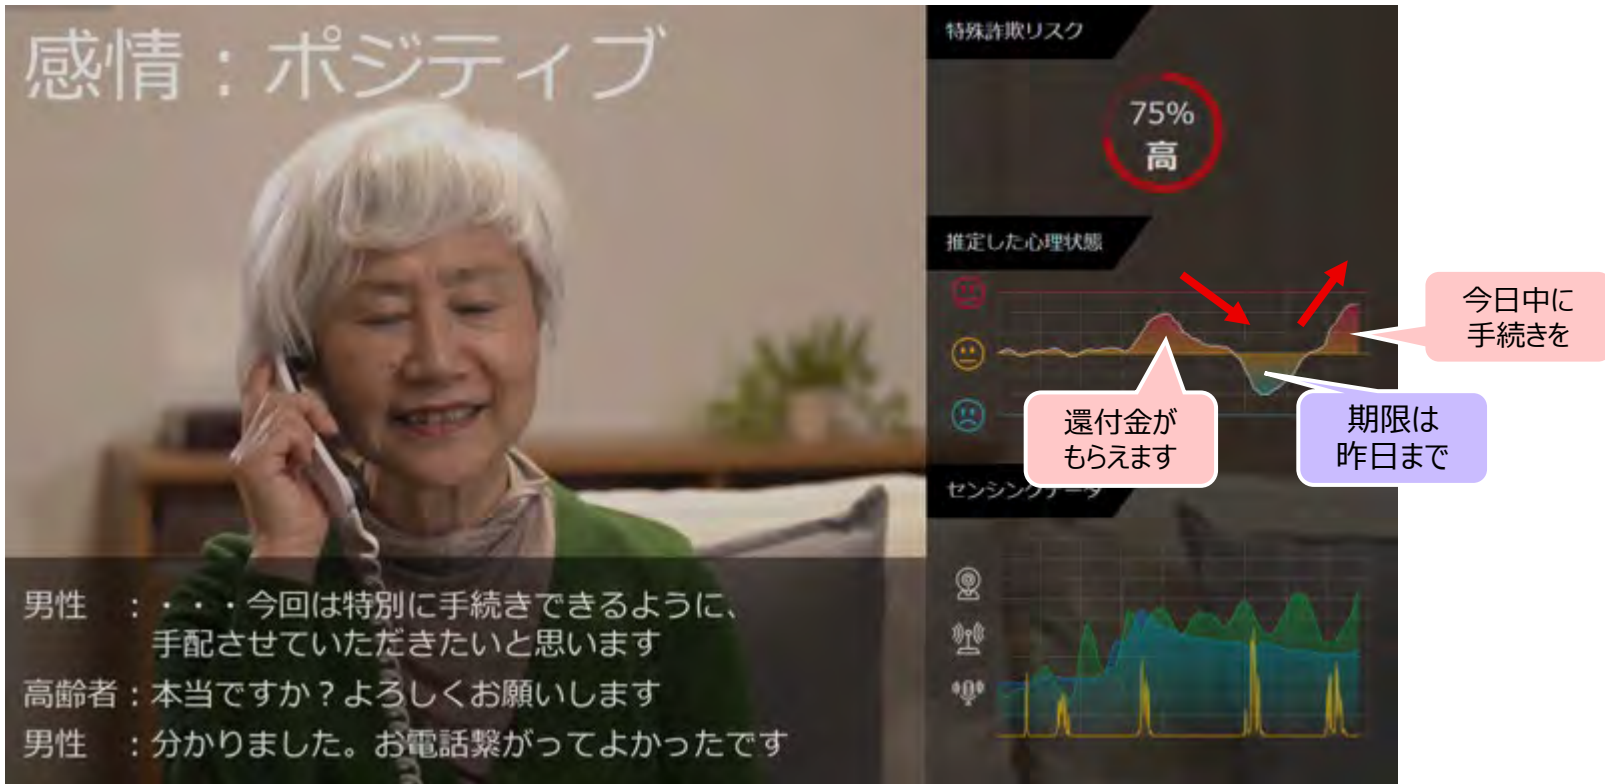 感情：ポジティブ
特殊詐欺リスク
75%
高
推定した心理状態
今日中に
手続きを
還付金が
もらえます
期限は
昨日まで
センシングデータ
男性　：・・・今回は特別に手続きできるように、
手配させていただきたいと思います
高齢者：本当ですか？よろしくお願いします
男性　：分かりました。お電話繋がってよかったです